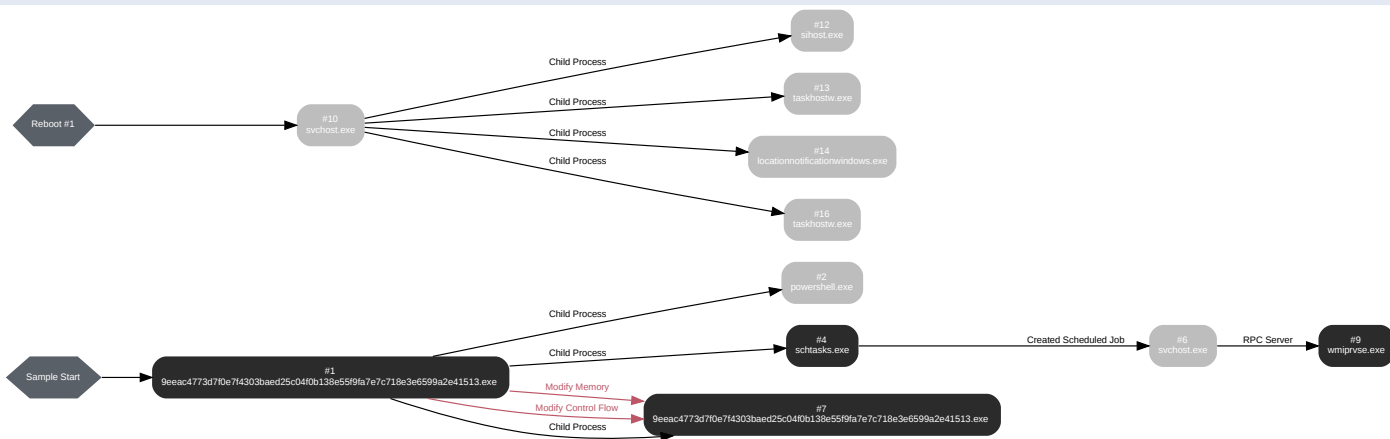 #12
sihost.exe
Child Process
#13
taskhostw.exe
Child Process
Reboot #1
#10
svchost.exe
Child Process
#14
locationnotificationwindows.exe
Child Process
#16
taskhostw.exe
#2
powershell.exe
Child Process
#4
schtasks.exe
Created Scheduled Job
#6
svchost.exe
RPC Server
#9
wmiprvse.exe
Child Process
Sample Start
#1
9eeac4773d7f0e7f4303baed25c04f0b138e55f9fa7e7c718e3e6599a2e41513.exe
Modify Memory
Modify Control Flow
#7
9eeac4773d7f0e7f4303baed25c04f0b138e55f9fa7e7c718e3e6599a2e41513.exe
Child Process